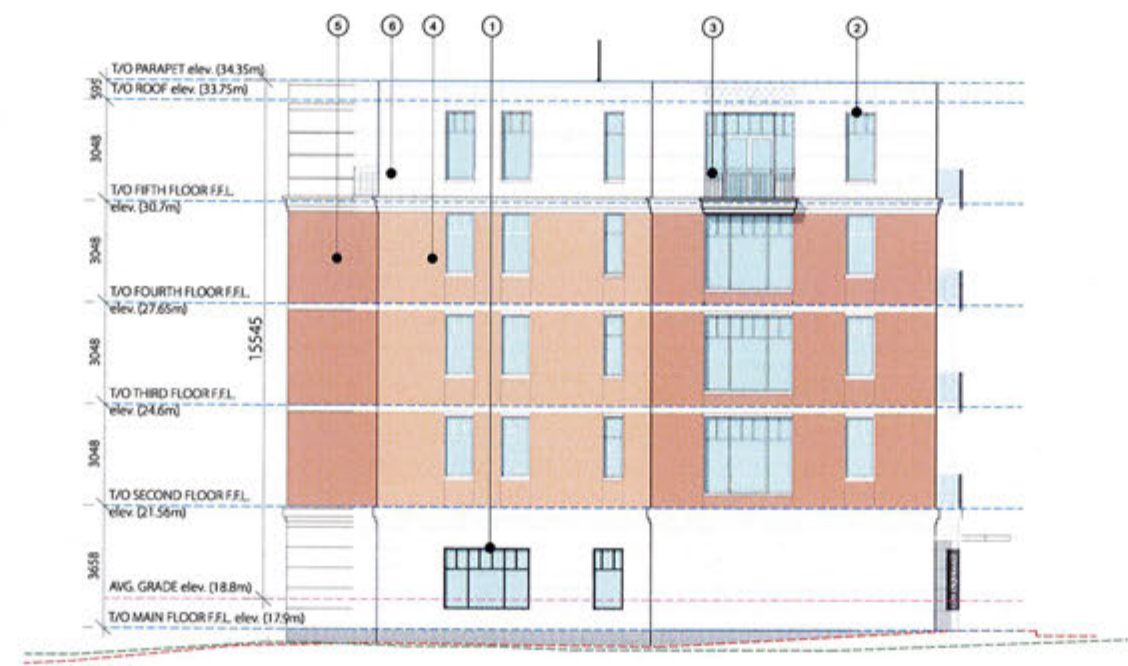 5
6
4
1
3
2
T/O PARAPET elev. (34.35m)
T/O ROOF elev. (33.75m)
595
3048
T/O FIFTH FLOOR F.F.L.
elev. (30.7m)
3048
T/O FOURTH FLOOR F.F.L.
elev. (27.65m)
15545
3048
T/O THIRD FLOOR F.F.L.
elev. (24.6m)
3048
T/O SECOND FLOOR F.F.L.
elev. (21.56m)
3658
AVG. GRADE elev. (18.8m)
T/O MAIN FLOOR F.F.L. elev. (17.9m)